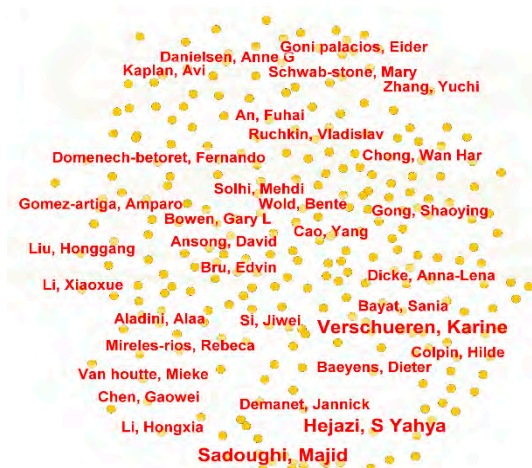 Goni palacios, Eider
Danielsen, Anne G
Kaplan, Avi
Schwab-stone, Mary
Zhang, Yuchi
An, Fuhai
Ruchkin, Vladislav
Domenech-betoret, Fernando
Chong, Wan Har
Solhi, Mehdi
Gomez-artiga, Amparo
Wold, Bente
Gong, Shaoying
Bowen, Gary L
Cao, Yang
Liu, Honggang
Ansong, David
Bru, Edvin
Dicke, Anna-Lena
Li, Xiaoxue
Bayat, Sania
Aladini, Alaa
Si, Jiwei
Verschueren, Karine
Mireles-rios, Rebeca
Colpin, Hilde
Van houtte, Mieke
Baeyens, Dieter
Chen, Gaowei
Demanet, Jannick
Li, Hongxia
Hejazi, S Yahya
Sadoughi, Majid